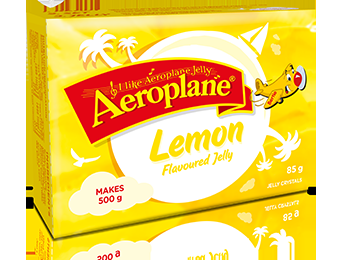 I like Aeroplane Jelly
Aeroplane®
Lemon
Flavoured Jelly
MAKES
500 g
85 g
JELLY CRYSTALS